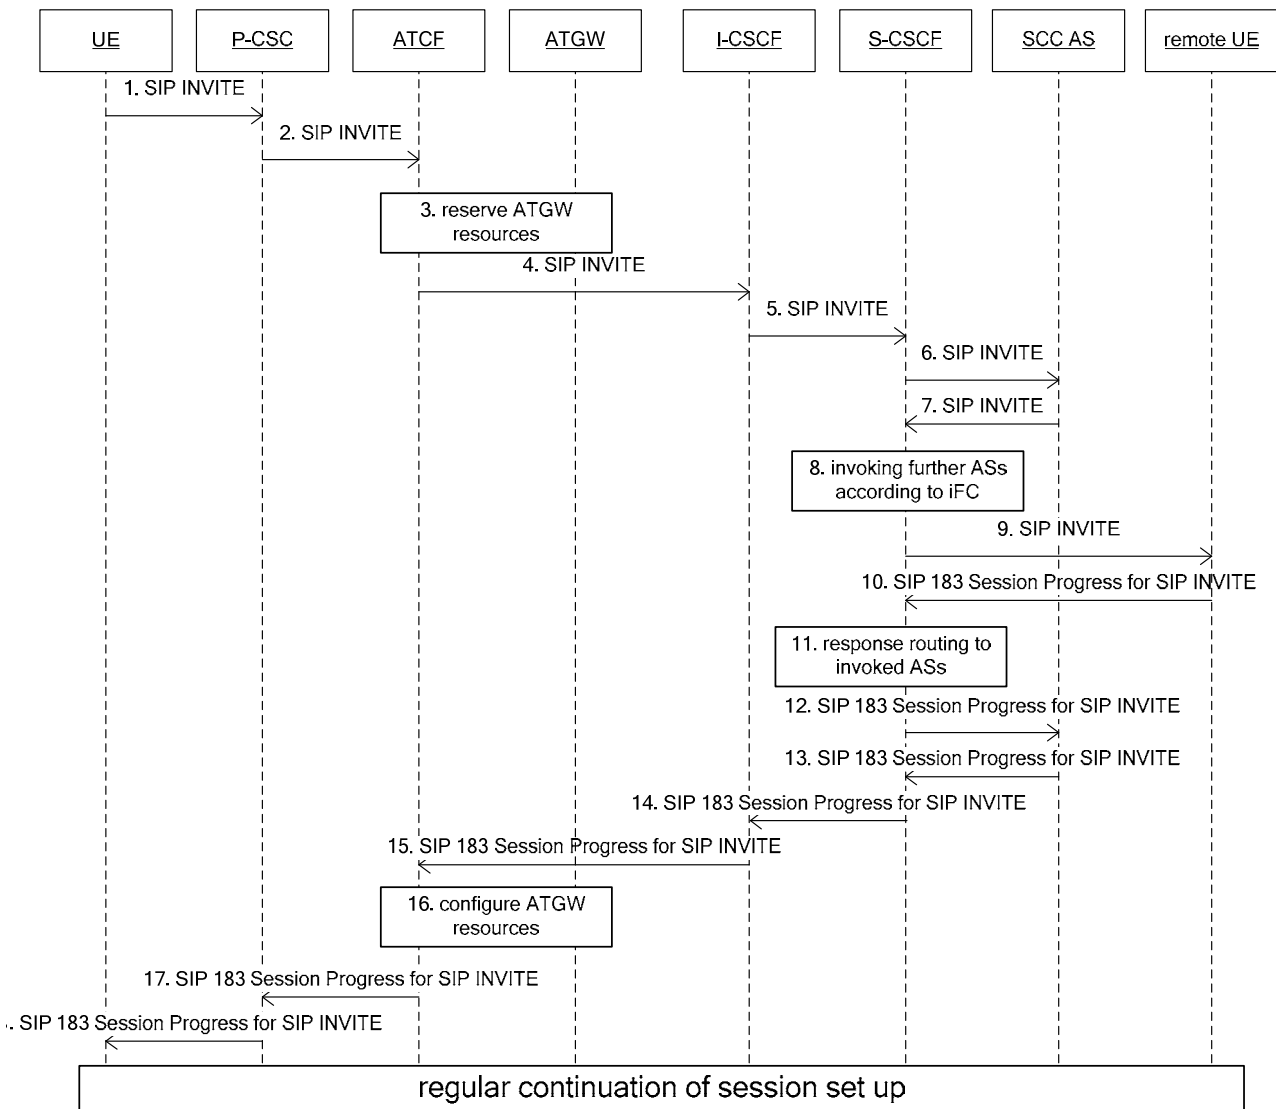 UE
P-CSC
ATCF
ATGW
I-CSCF
S-CSCF
SCC AS
remote UE
1. SIP INVITE
2. SIP INVITE
3. reserve ATGW
resources
4. SIP INVITE
5. SIP INVITE
6. SIP INVITE
7. SIP INVITE
8. invoking further ASs
according to iFC
9. SIP INVITE
10. SIP 183 Session Progress for SIP INVITE
11. response routing to
invoked ASs
12. SIP 183 Session Progress for SIP INVITE
13. SIP 183 Session Progress for SIP INVITE
14. SIP 183 Session Progress for SIP INVITE
15. SIP 183 Session Progress for SIP INVITE
16. configure ATGW
resources
17. SIP 183 Session Progress for SIP INVITE
. SIP 183 Session Progress for SIP INVITE
regular continuation of session set up